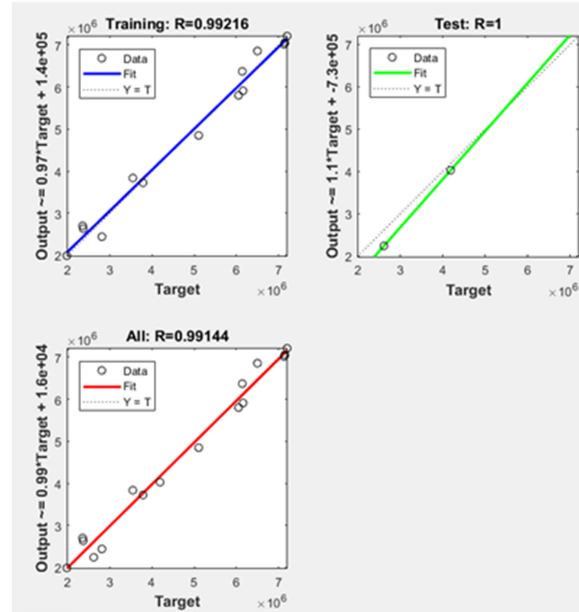 Training: R=0.99216
×10^6
Output ~= 0.97*Target + 1.4e+05
Data
Fit
Y = T
7
6
5
4
3
2
2 3 4 5 6 7
Target
×10^6
Test: R=1
×10^6
Output ~= 1.1*Target + -7.3e+05
Data
Fit
Y = T
7
6
5
4
3
2
2 3 4 5 6 7
Target
×10^6
All: R=0.99144
×10^6
Output ~= 0.99*Target + 1.6e+04
Data
Fit
Y = T
7
6
5
4
3
2
2 3 4 5 6 7
Target
×10^6